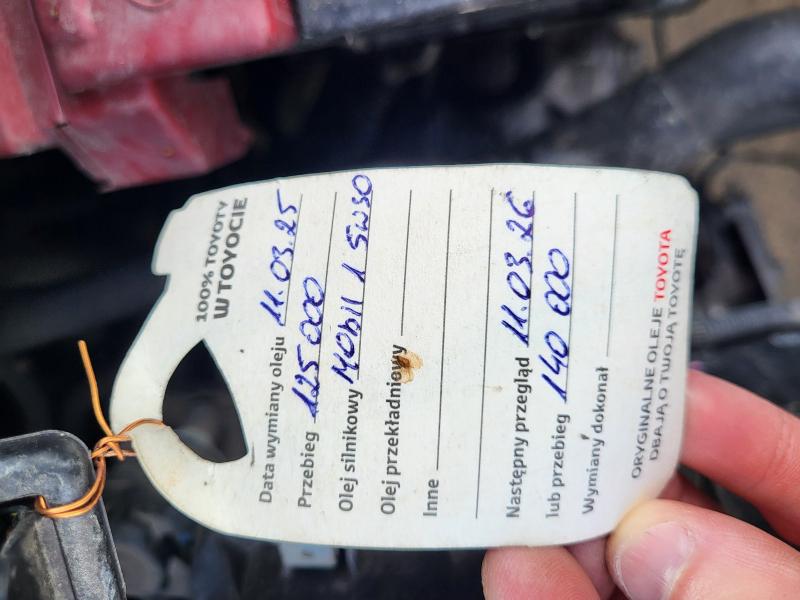 100% TOYOTY
W TOYOCIE
Data wymiany oleju 11.03.25
Przebieg 125 000
Olej silnikowy MObil 1 5W30
Olej przekładniowy
Inne
Następny przegląd 11.03.26
lub przebieg 140 000
Wymiany dokonał
ORYGINALNE OLEJE TOYOTA
DBAJĄ O TWOJĄ TOYOTĘ